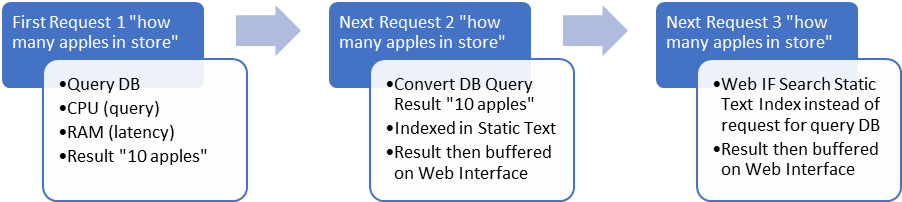 First Request 1 "how
many apples in store"
•Query DB
•CPU (query)
•RAM (latency)
•Result "10 apples"
Next Request 2 "how
many apples in store"
•Convert DB Query
Result "10 apples"
•Indexed in Static Text
•Result then buffered
on Web Interface
Next Request 3 "how
many apples in store"
•Web IF Search Static
Text Index instead of
request for query DB
•Result then buffered
on Web Interface